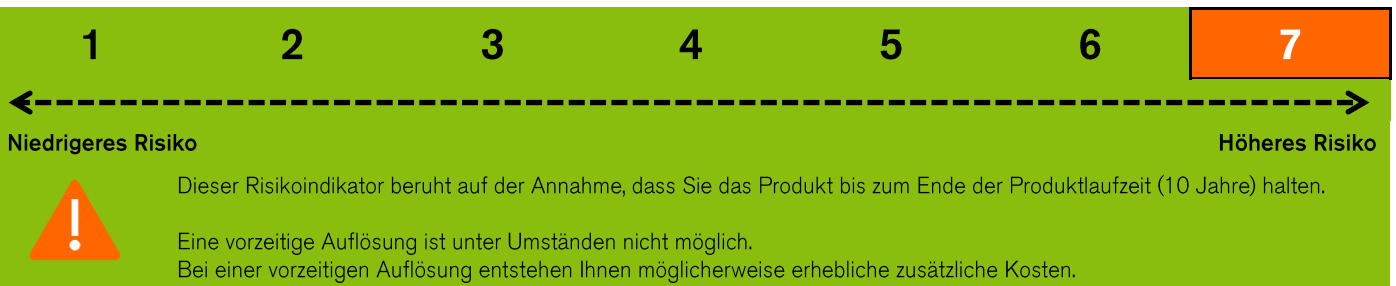 1 2 3 4 5 6 7
Niedrigeres Risiko Höheres Risiko
Dieser Risikoindikator beruht auf der Annahme, dass Sie das Produkt bis zum Ende der Produktlaufzeit (10 Jahre) halten.
Eine vorzeitige Auflösung ist unter Umständen nicht möglich.
Bei einer vorzeitigen Auflösung entstehen Ihnen möglicherweise erhebliche zusätzliche Kosten.